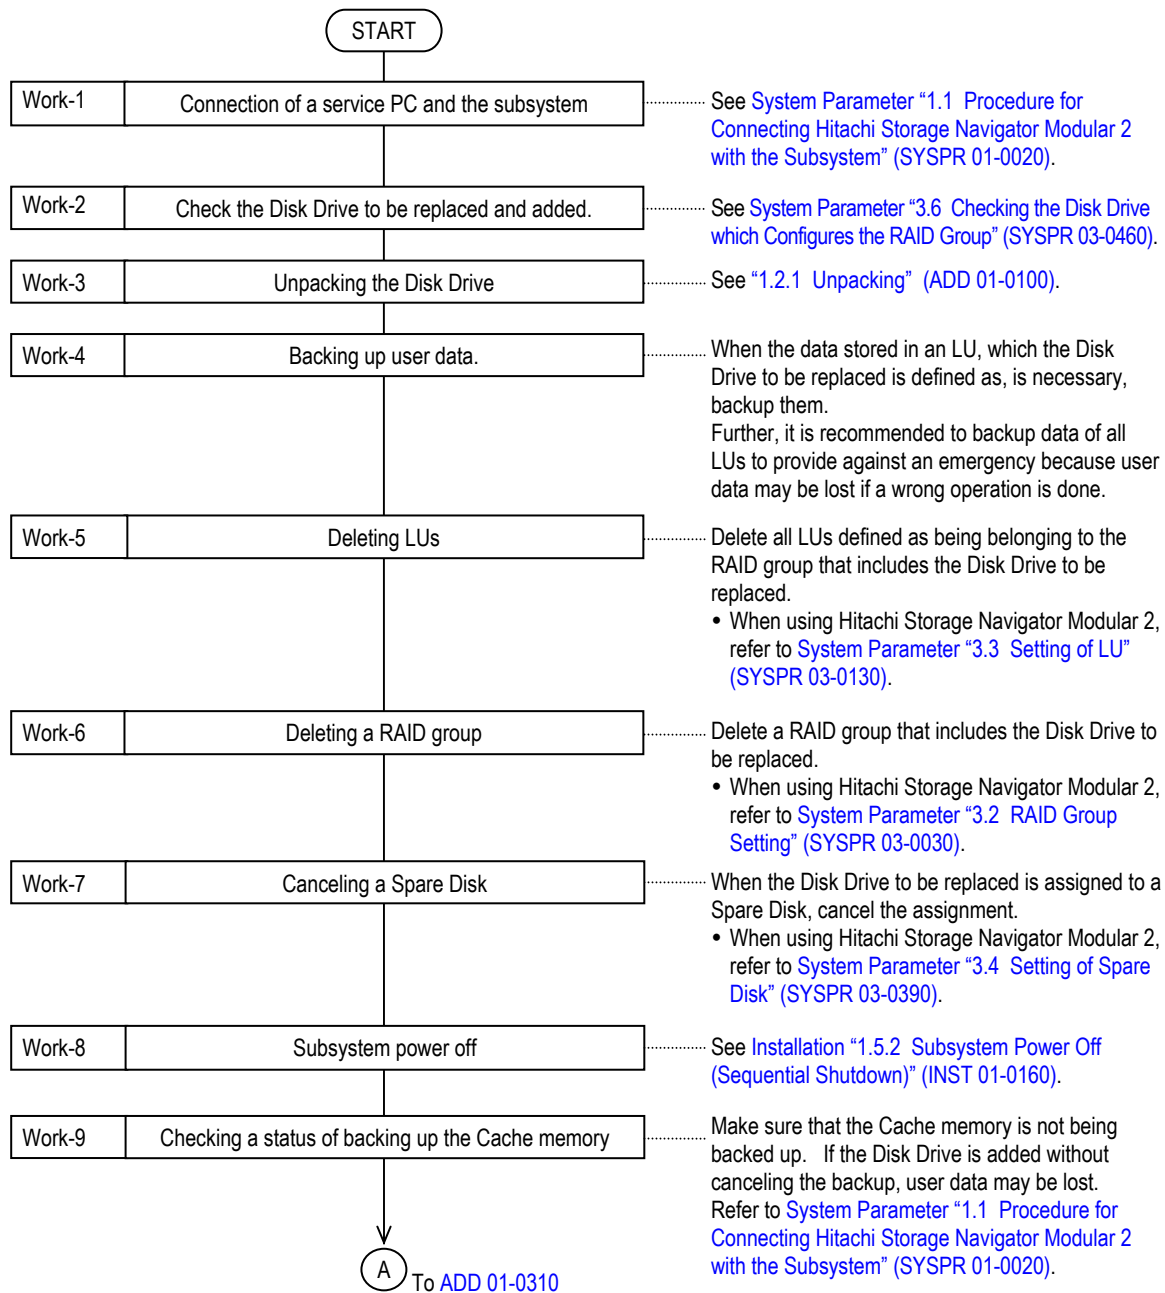 START
Work-1
Connection of a service PC and the subsystem
See System Parameter “1.1  Procedure for
Connecting Hitachi Storage Navigator Modular 2
with the Subsystem” (SYSPR 01-0020).
Work-2
Check the Disk Drive to be replaced and added.
See System Parameter “3.6  Checking the Disk Drive
which Configures the RAID Group” (SYSPR 03-0460).
Work-3
Unpacking the Disk Drive
See “1.2.1  Unpacking”  (ADD 01-0100).
Work-4
Backing up user data.
When the data stored in an LU, which the Disk
Drive to be replaced is defined as, is necessary,
backup them.
Further, it is recommended to backup data of all
LUs to provide against an emergency because user
data may be lost if a wrong operation is done.
Work-5
Deleting LUs
Delete all LUs defined as being belonging to the
RAID group that includes the Disk Drive to be
replaced.
• When using Hitachi Storage Navigator Modular 2,
refer to System Parameter “3.3  Setting of LU”
(SYSPR 03-0130).
Work-6
Deleting a RAID group
Delete a RAID group that includes the Disk Drive to
be replaced.
• When using Hitachi Storage Navigator Modular 2,
refer to System Parameter “3.2  RAID Group
Setting” (SYSPR 03-0030).
Work-7
Canceling a Spare Disk
When the Disk Drive to be replaced is assigned to a
Spare Disk, cancel the assignment.
• When using Hitachi Storage Navigator Modular 2,
refer to System Parameter “3.4  Setting of Spare
Disk” (SYSPR 03-0390).
Work-8
Subsystem power off
See Installation “1.5.2  Subsystem Power Off
(Sequential Shutdown)” (INST 01-0160).
Work-9
Checking a status of backing up the Cache memory
Make sure that the Cache memory is not being
backed up.   If the Disk Drive is added without
canceling the backup, user data may be lost.
Refer to System Parameter “1.1  Procedure for
Connecting Hitachi Storage Navigator Modular 2
with the Subsystem” (SYSPR 01-0020).
A
To ADD 01-0310